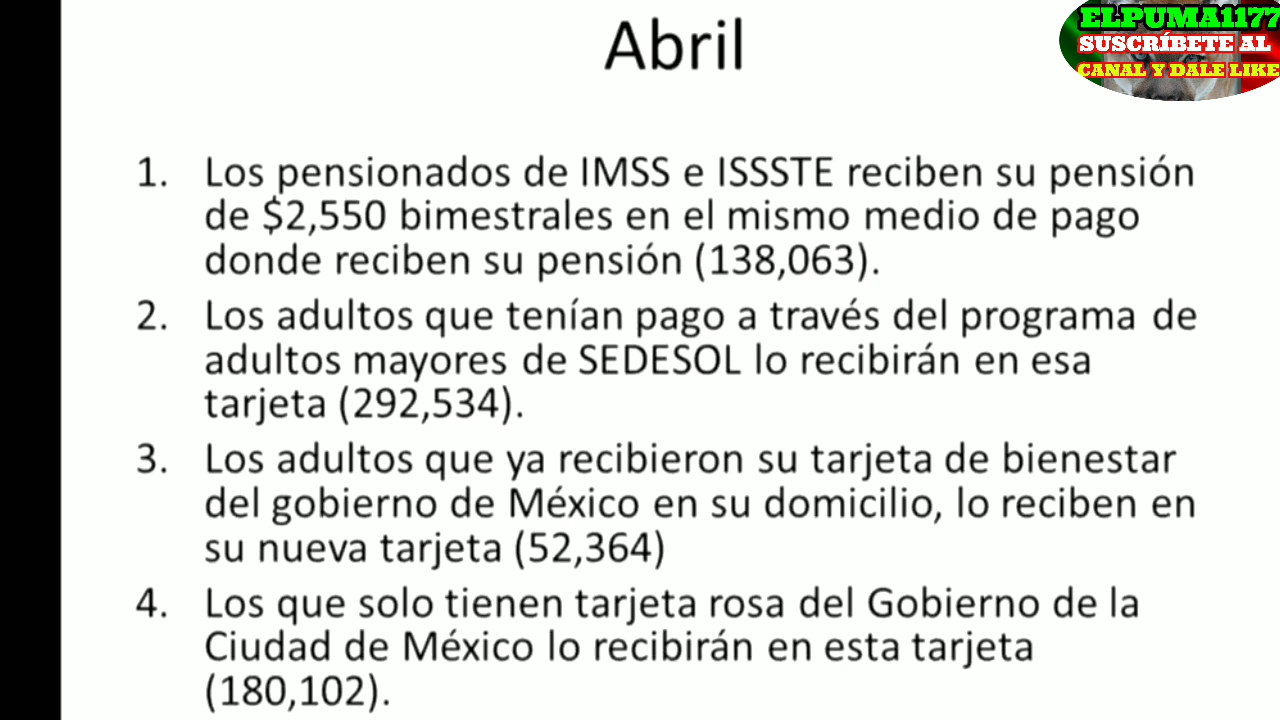 Abril
ELPUMA1177
SUSCRÍBETE AL
CANAL Y DALE LIKE
1. Los pensionados de IMSS e ISSSTE reciben su pensión
de $2,550 bimestrales en el mismo medio de pago
donde reciben su pensión (138,063).
2. Los adultos que tenían pago a través del programa de
adultos mayores de SEDESOL lo recibirán en esa
tarjeta (292,534).
3. Los adultos que ya recibieron su tarjeta de bienestar
del gobierno de México en su domicilio, lo reciben en
su nueva tarjeta (52,364)
4. Los que solo tienen tarjeta rosa del Gobierno de la
Ciudad de México lo recibirán en esta tarjeta
(180,102).